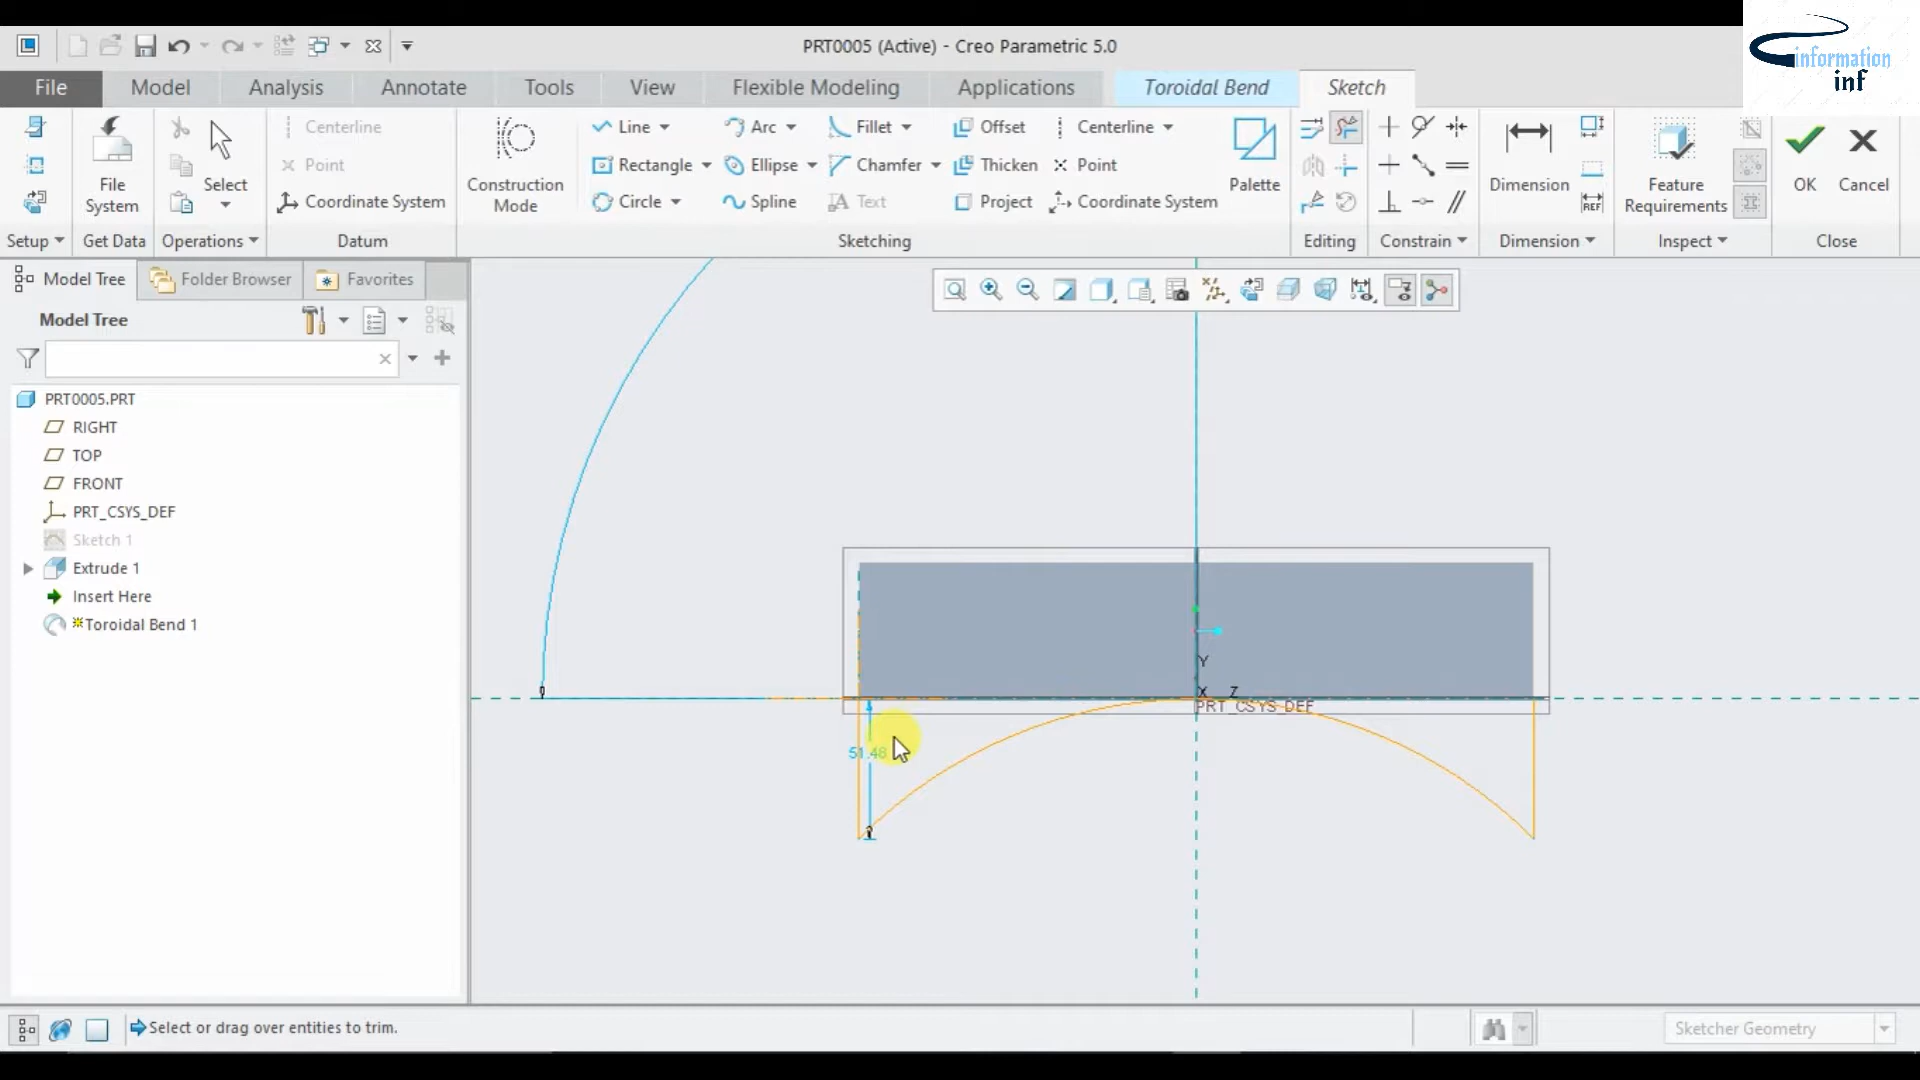 PRT0005 (Active) - Creo Parametric 5.0
information
inf
File
Model
Analysis
Annotate
Tools
View
Flexible Modeling
Applications
Toroidal Bend
Sketch
Centerline
Line
Arc
Fillet
Offset
Centerline
Point
Rectangle
Ellipse
Chamfer
Thicken
Point
File
System
Select
Construction
Mode
Palette
Dimension
Feature
Requirements
OK
Cancel
Coordinate System
Circle
Spline
Text
Project
Coordinate System
REF
Setup
Get Data
Operations
Datum
Sketching
Editing
Constrain
Dimension
Inspect
Close
Model Tree
Folder Browser
Favorites
Model Tree
PRT0005.PRT
RIGHT
TOP
FRONT
PRT_CSYS_DEF
Sketch 1
Extrude 1
Insert Here
Toroidal Bend 1
Y
X Z
PRT_CSYS_DEF
51.48
Select or drag over entities to trim.
Sketcher Geometry